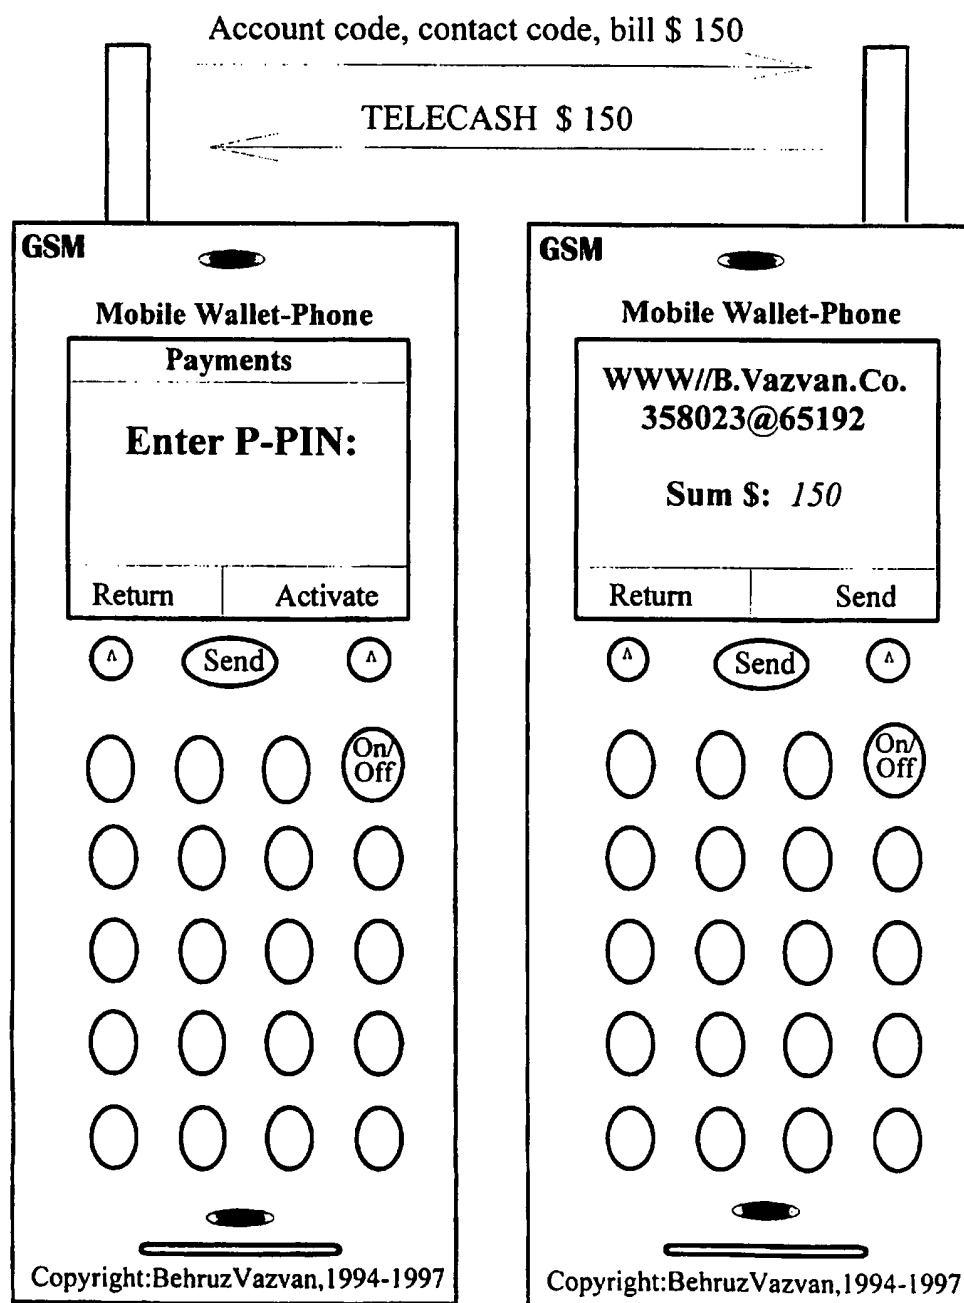 Account code, contact code, bill $ 150
TELECASH $ 150
GSM
Mobile Wallet-Phone
Payments
Enter P-PIN:
Return Activate
^ Send ^
On/
Off
Copyright:BehruzVazvan,1994-1997
GSM
Mobile Wallet-Phone
WWW//B.Vazvan.Co.
358023@65192
Sum $: 150
Return Send
^ Send ^
On/
Off
Copyright:BehruzVazvan,1994-1997